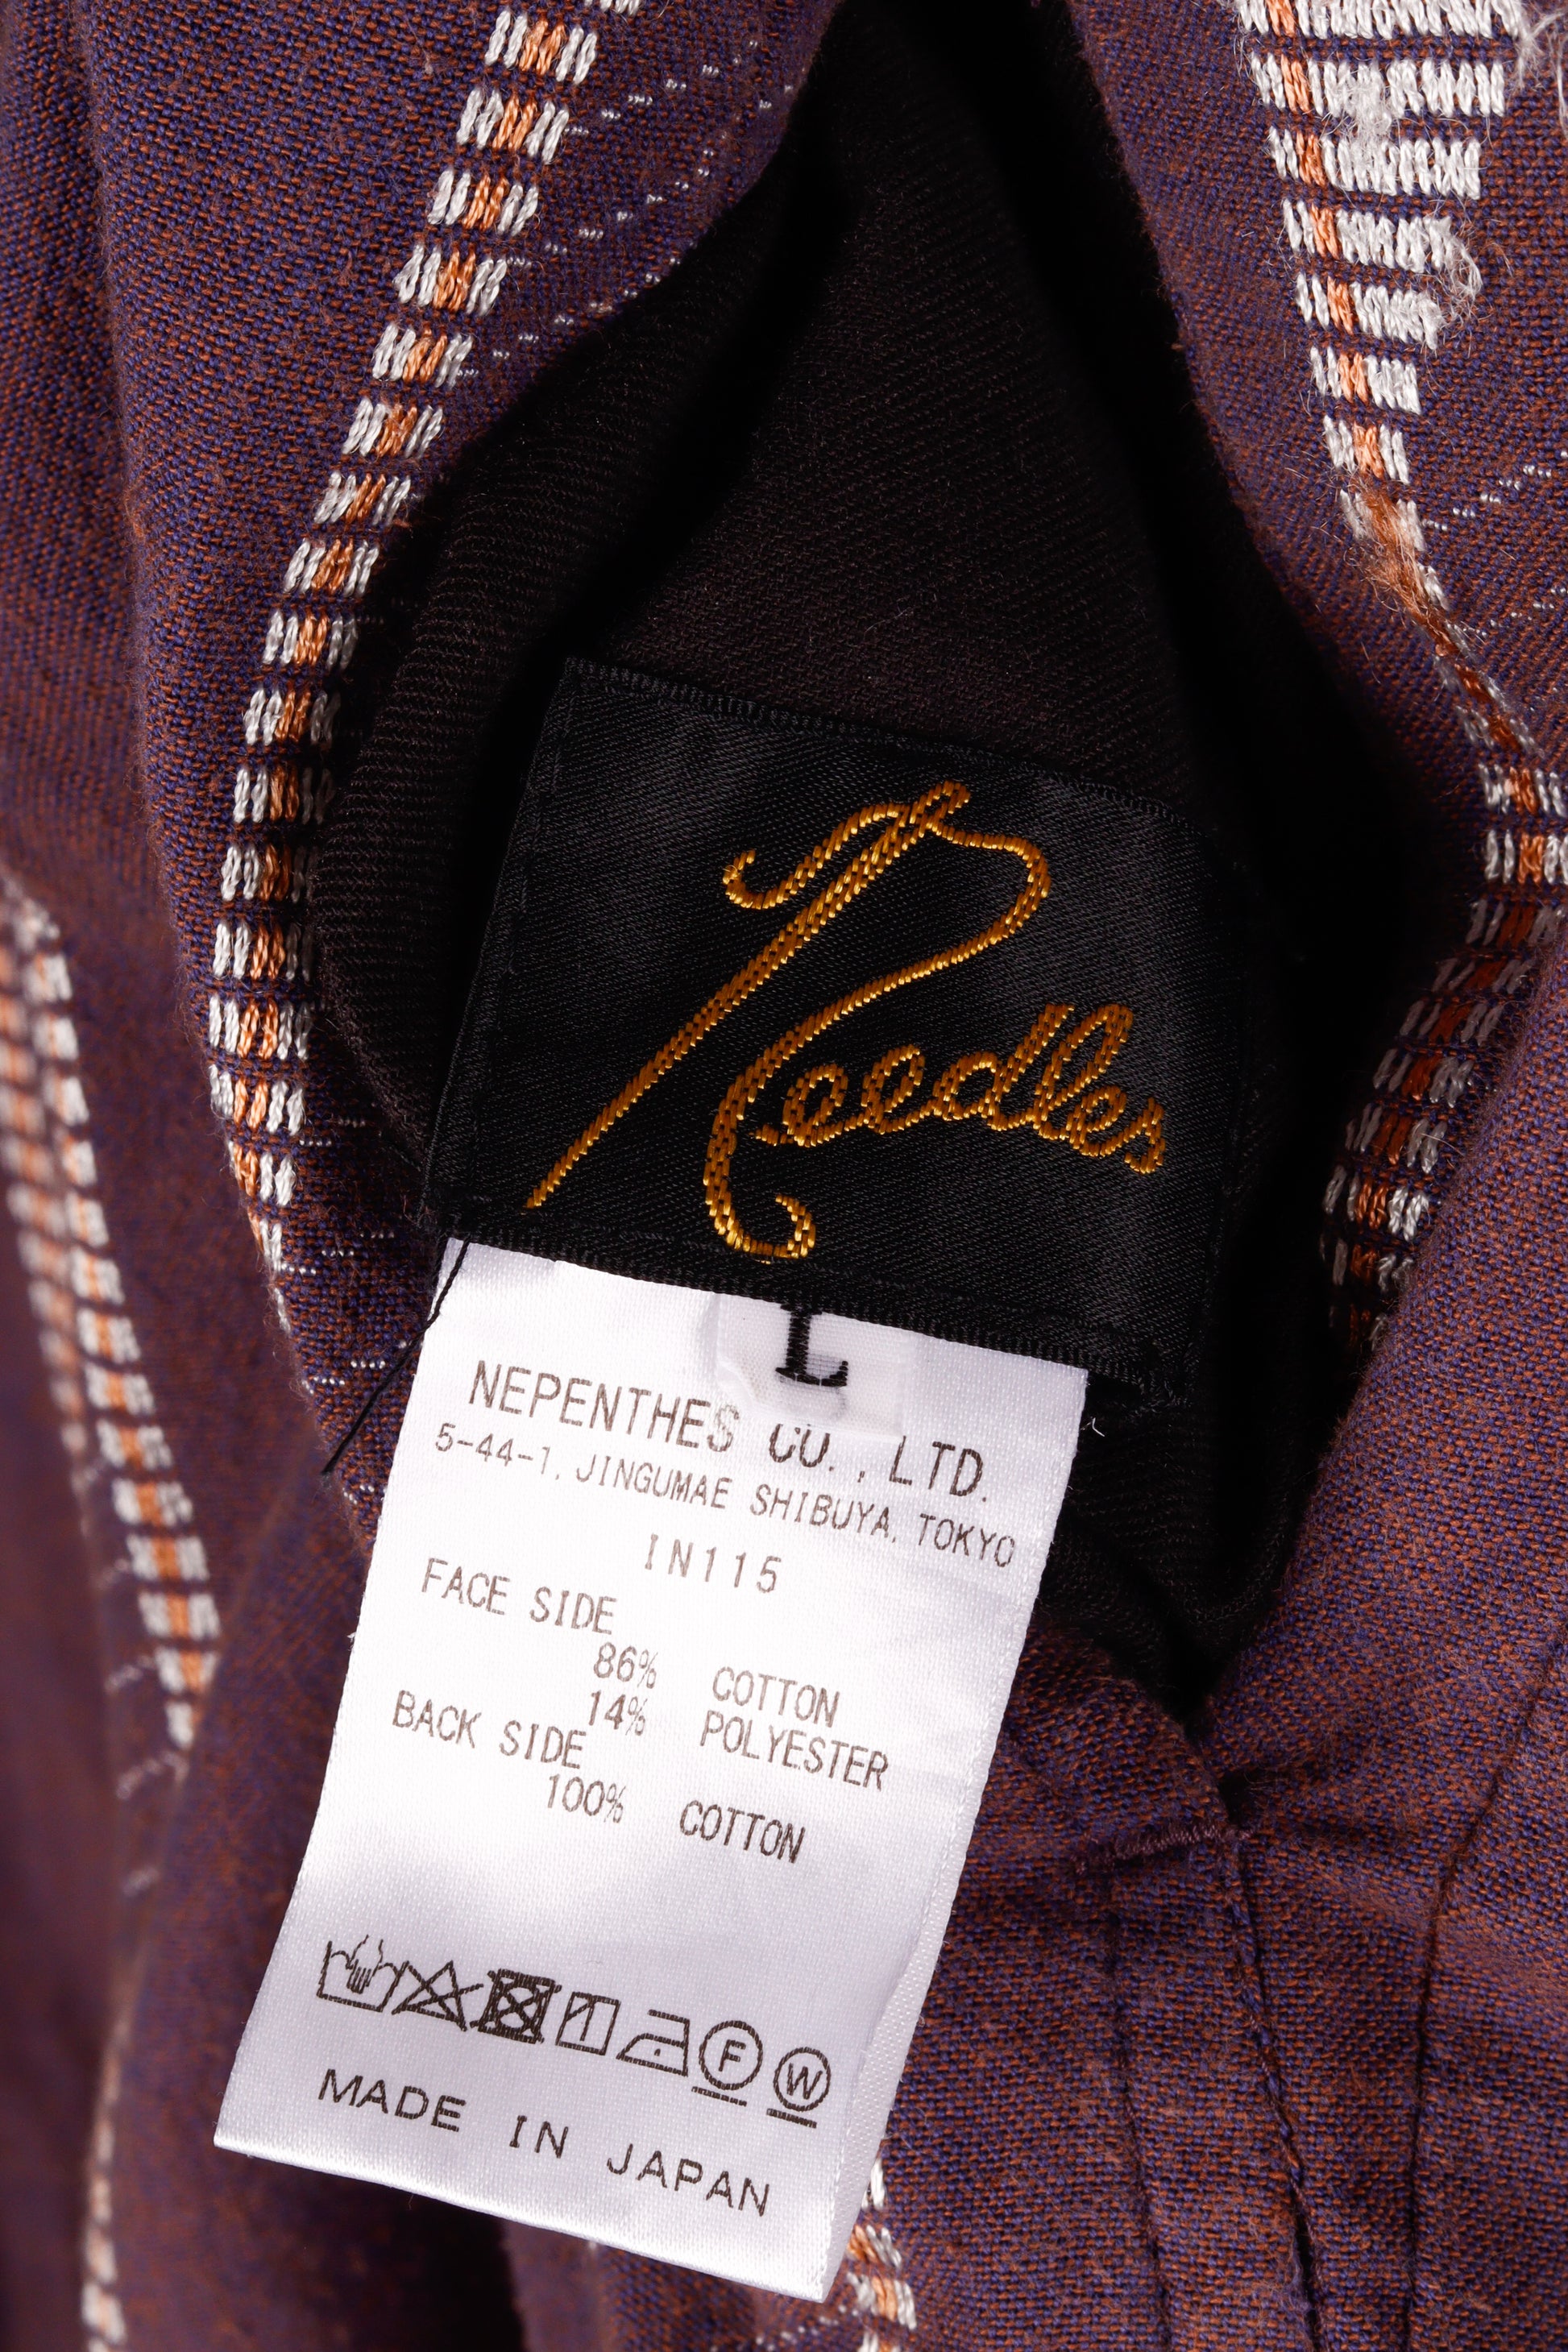 Needles
L
NEPENTHES CO., LTD.
5-44-1, JINGUMAE SHIBUYA, TOKYO
IN115
FACE SIDE
86% COTTON
14% POLYESTER
BACK SIDE
100% COTTON
F W
MADE IN JAPAN